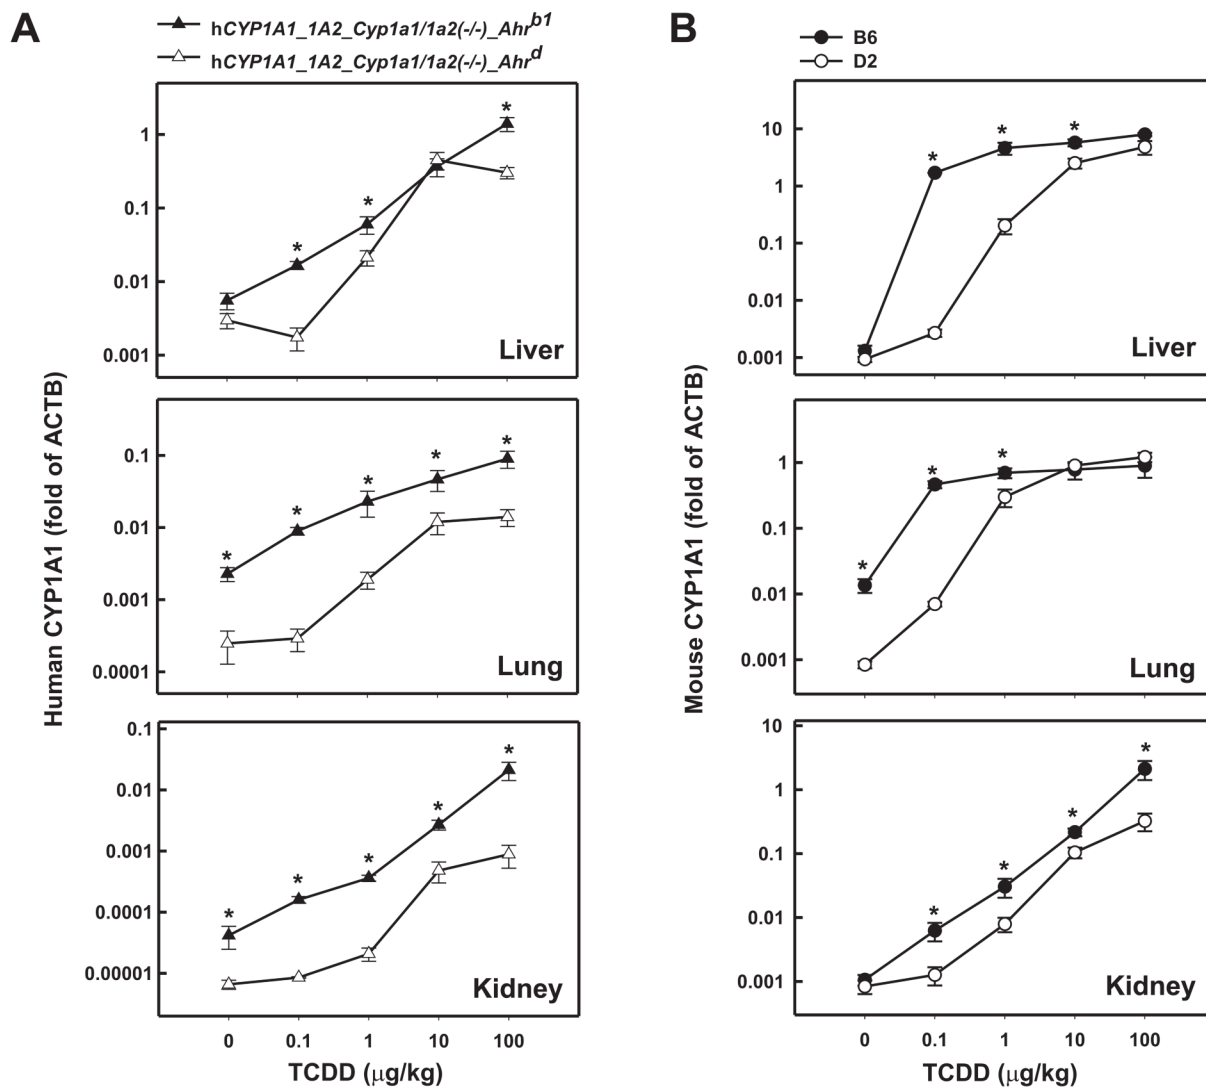 A
hCYP1A1_1A2_Cyp1a1/1a2(-/-)_Ahr^b1
hCYP1A1_1A2_Cyp1a1/1a2(-/-)_Ahr^d
Human CYP1A1 (fold of ACTB)
*
1
*
0.1
*
0.01
0.001
Liver
* * * * *
0.1
0.01
0.001
0.0001
Lung
* * * * *
0.1
0.01
0.001
0.0001
0.00001
Kidney
0 0.1 1 10 100
TCDD (μg/kg)
B
B6
D2
Mouse CYP1A1 (fold of ACTB)
* * *
10
1
0.1
0.01
0.001
Liver
* * *
1
0.1
0.01
0.001
Lung
* * * *
10
1
0.1
0.01
0.001
Kidney
0 0.1 1 10 100
TCDD (μg/kg)